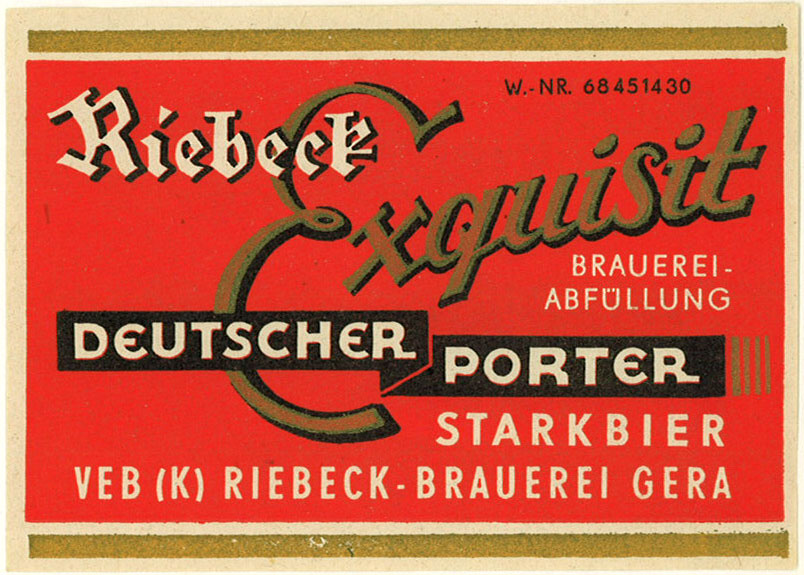 Riebeck
W.-NR. 68451430
Exquisit
BRAUEREI-
ABFÜLLUNG
DEUTSCHER
PORTER
STARKBIER
VEB (K) RIEBECK-BRAUEREI GERA